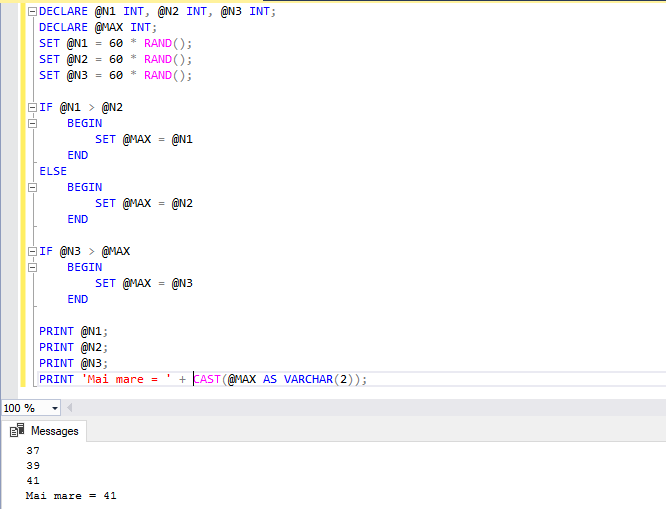 DECLARE @N1 INT, @N2 INT, @N3 INT;
DECLARE @MAX INT;
SET @N1 = 60 * RAND();
SET @N2 = 60 * RAND();
SET @N3 = 60 * RAND();
IF @N1 > @N2
BEGIN
SET @MAX = @N1
END
ELSE
BEGIN
SET @MAX = @N2
END
IF @N3 > @MAX
BEGIN
SET @MAX = @N3
END
PRINT @N1;
PRINT @N2;
PRINT @N3;
PRINT 'Mai mare = ' + CAST(@MAX AS VARCHAR(2));
100 %
Messages
37
39
41
Mai mare = 41